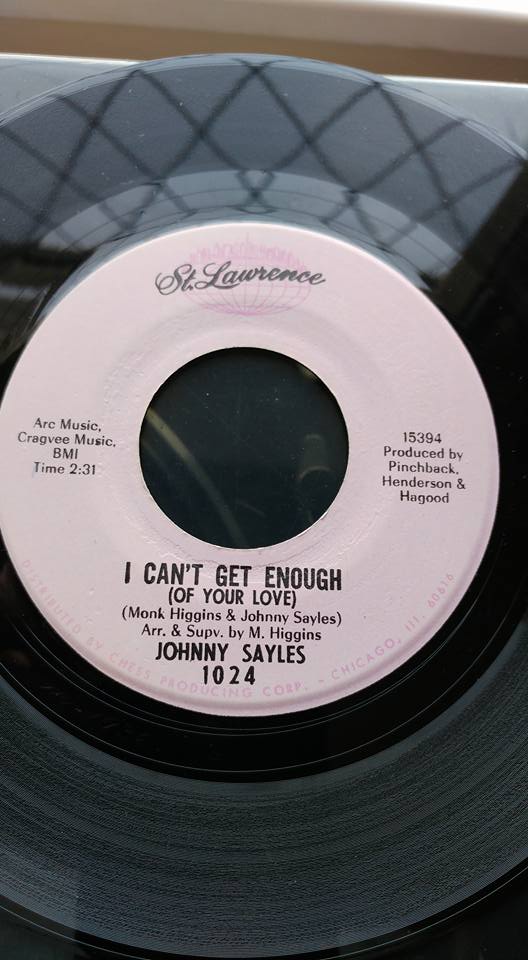 St. Lawrence
Arc Music,
Cragvee Music,
BMI
Time 2:31
15394
Produced by
Pinchback,
Henderson &
Hagood
I CAN'T GET ENOUGH
(OF YOUR LOVE)
(Monk Higgins & Johnny Sayles)
Arr. & Supv. by M. Higgins
JOHNNY SAYLES
1024
DISTRIBUTED BY CHESS PRODUCING CORP. – CHICAGO, Ill. 60616